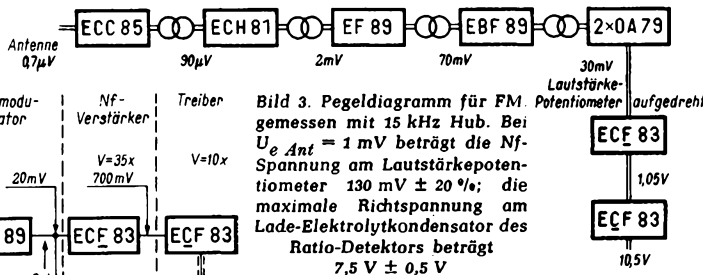 ECC 85
ECH 81
EF 89
EBF 89
2×OA 79
Antenne
0,7μV
90μV
2mV
70mV
30mV
Lautstärke-
Potentiometer aufgedreht
ECF 83
1,05V
ECF 83
10,5V
modu-
ator
Nf-
Verstärker
Treiber
V=35x
V=10x
20mV
700mV
89
ECF 83
ECF 83
Bild 3. Pegeldiagramm für FM
gemessen mit 15 kHz Hub. Bei
Ue Ant = 1 mV beträgt die Nf-
Spannung am Lautstärkepoten-
tiometer 130 mV ± 20 %; die
maximale Richtspannung am
Lade-Elektrolytkondensator des
Ratio-Detektors beträgt
7,5 V ± 0,5 V